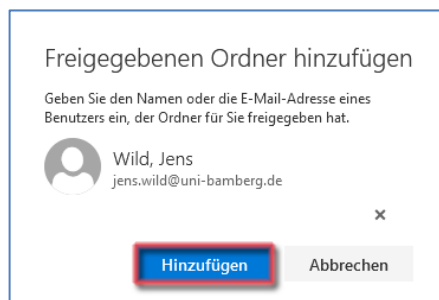 Freigegebenen Ordner hinzufügen
Geben Sie den Namen oder die E-Mail-Adresse eines
Benutzers ein, der Ordner für Sie freigegeben hat.
Wild, Jens
jens.wild@uni-bamberg.de
×
Hinzufügen Abbrechen